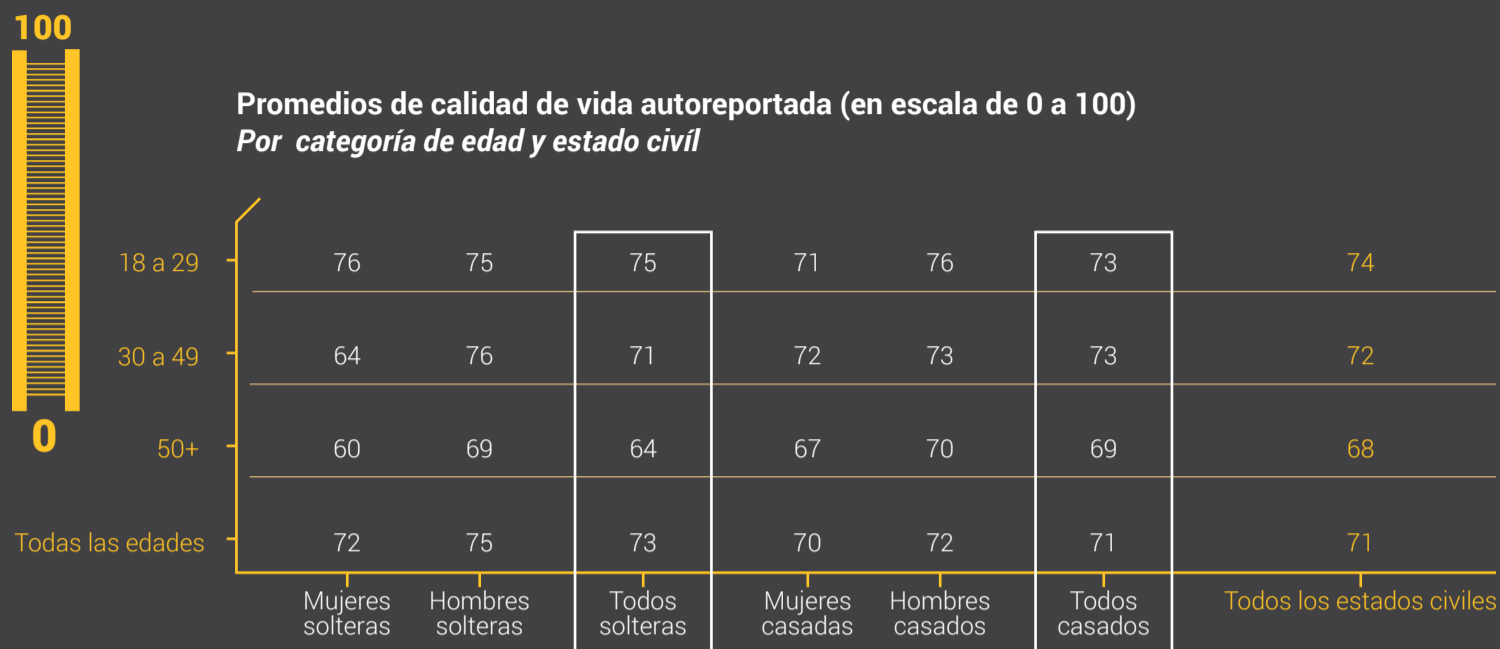 100
0
Promedios de calidad de vida autoreportada (en escala de 0 a 100)
Por categoría de edad y estado civíl
18 a 29 76 75 75 71 76 73 74
30 a 49 64 76 71 72 73 73 72
50+ 60 69 64 67 70 69 68
Todas las edades 72 75 73 70 72 71 71
Mujeres solteras Hombres solteras Todos solteras Mujeres casadas Hombres casados Todos casados Todos los estados civiles